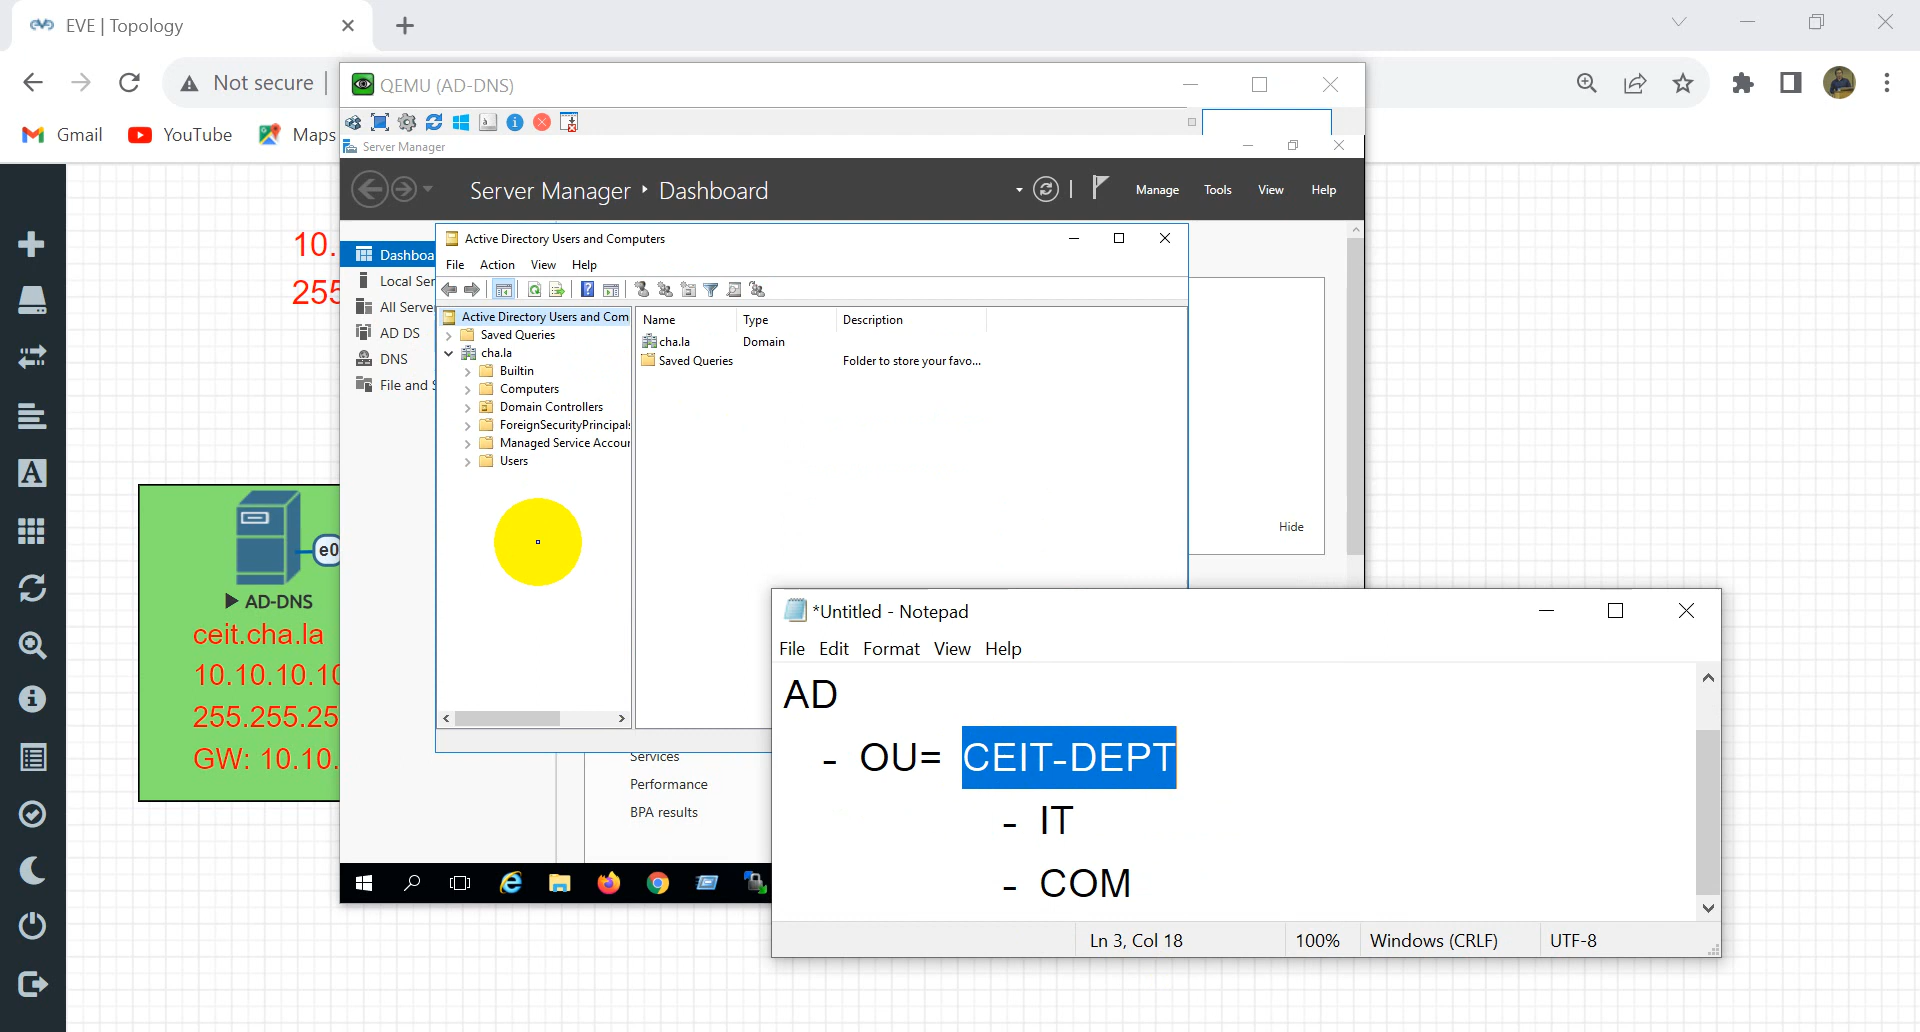 EVE | Topology
Not secure
Gmail
YouTube
Maps
QEMU (AD-DNS)
Server Manager
Server Manager Dashboard
Manage
Tools
View
Help
10.
255
Dashboa
Local Ser
All Serve
AD DS
DNS
File and S
Active Directory Users and Computers
File
Action
View
Help
Active Directory Users and Com
Saved Queries
cha.la
Builtin
Computers
Domain Controllers
ForeignSecurityPrincipals
Managed Service Accour
Users
Name
Type
Description
cha.la
Domain
Saved Queries
Folder to store your favo...
Hide
e0
AD-DNS
ceit.cha.la
10.10.10.10
255.255.25
GW: 10.10.
Services
Performance
BPA results
*Untitled - Notepad
File Edit Format View Help
AD
- OU= CEIT-DEPT
- IT
- COM
Ln 3, Col 18
100%
Windows (CRLF)
UTF-8